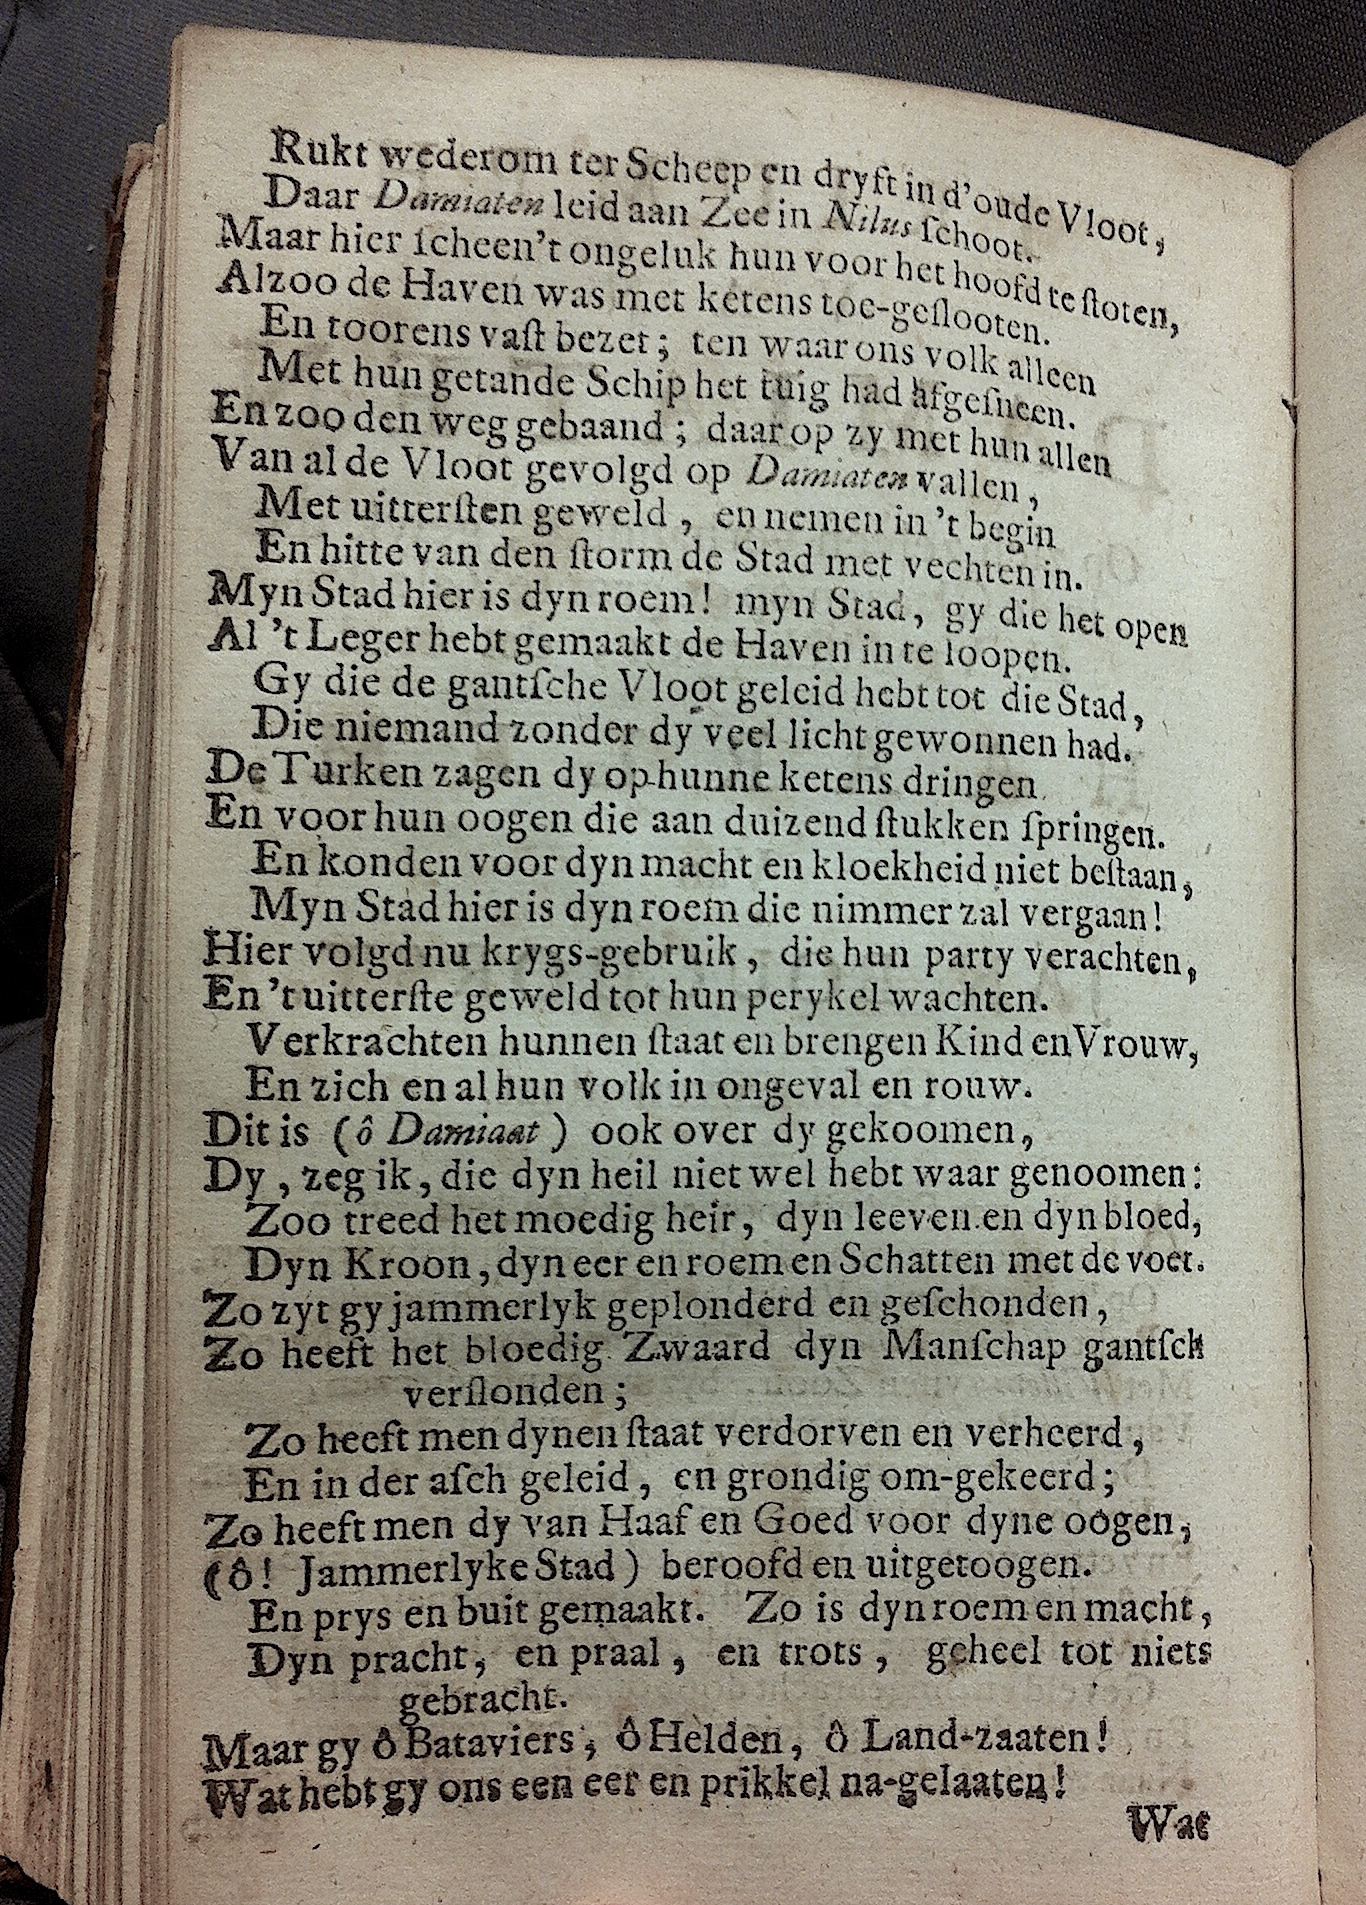 Rukt wederom ter Scheep en dryft in d'oude Vloot,
Daar Damiaten leid aan Zee in Nilus ſchoot.
Maar hier ſcheen't ongeluk hun voor het hoofd te ſtoten,
Alzoo de Haven was met ketens toe-geſlooten.
En toorens vaſt bezet; ten waar ons volk alleen
Met hun getande Schip het tuig had afgeſneen.
En zoo den weg gebaand; daar op zy met hun allen
Van al de Vloot gevolgd op Damiaten vallen,
Met uitterſten geweld, en nemen in 't begin
En hitte van den ſtorm de Stad met vechten in.
Myn Stad hier is dyn roem! myn Stad, gy die het open
Al 't Leger hebt gemaakt de Haven in te loopen.
Gy die de gantſche Vloot geleid hebt tot die Stad,
Die niemand zonder dy veel licht gewonnen had.
De Turken zagen dy op hunne ketens dringen
En voor hun oogen die aan duizend ſtukken ſpringen.
En konden voor dyn macht en kloekheid niet beſtaan,
Myn Stad hier is dyn roem die nimmer zal vergaan!
Hier volgd nu krygs-gebruik, die hun party verachten,
En 't uitterſte geweld tot hun perykel wachten.
Verkrachten hunnen ſtaat en brengen Kind en Vrouw,
En zich en al hun volk in ongeval en rouw.
Dit is (ô Damiaat) ook over dy gekoomen,
Dy, zeg ik, die dyn heil niet wel hebt waar genoomen:
Zoo treed het moedig heir, dyn leeven en dyn bloed,
Dyn Kroon, dyn eer en roem en Schatten met de voet.
Zo zyt gy jammerlyk geplonderd en geſchonden,
Zo heeft het bloedig Zwaard dyn Manſchap gantſch
verſlonden;
Zo heeft men dynen ſtaat verdorven en verheerd,
En in der aſch geleid, en grondig om-gekeerd;
Zo heeft men dy van Haaf en Goed voor dyne oogen,
(ô! Jammerlyke Stad) beroofd en uitgetoogen.
En prys en buit gemaakt. Zo is dyn roem en macht,
Dyn pracht, en praal, en trots, geheel tot niets
gebracht.
Maar gy ô Bataviers, ô Helden, ô Land-zaaten!
Wat hebt gy ons een eer en prikkel na-gelaaten!
Wat